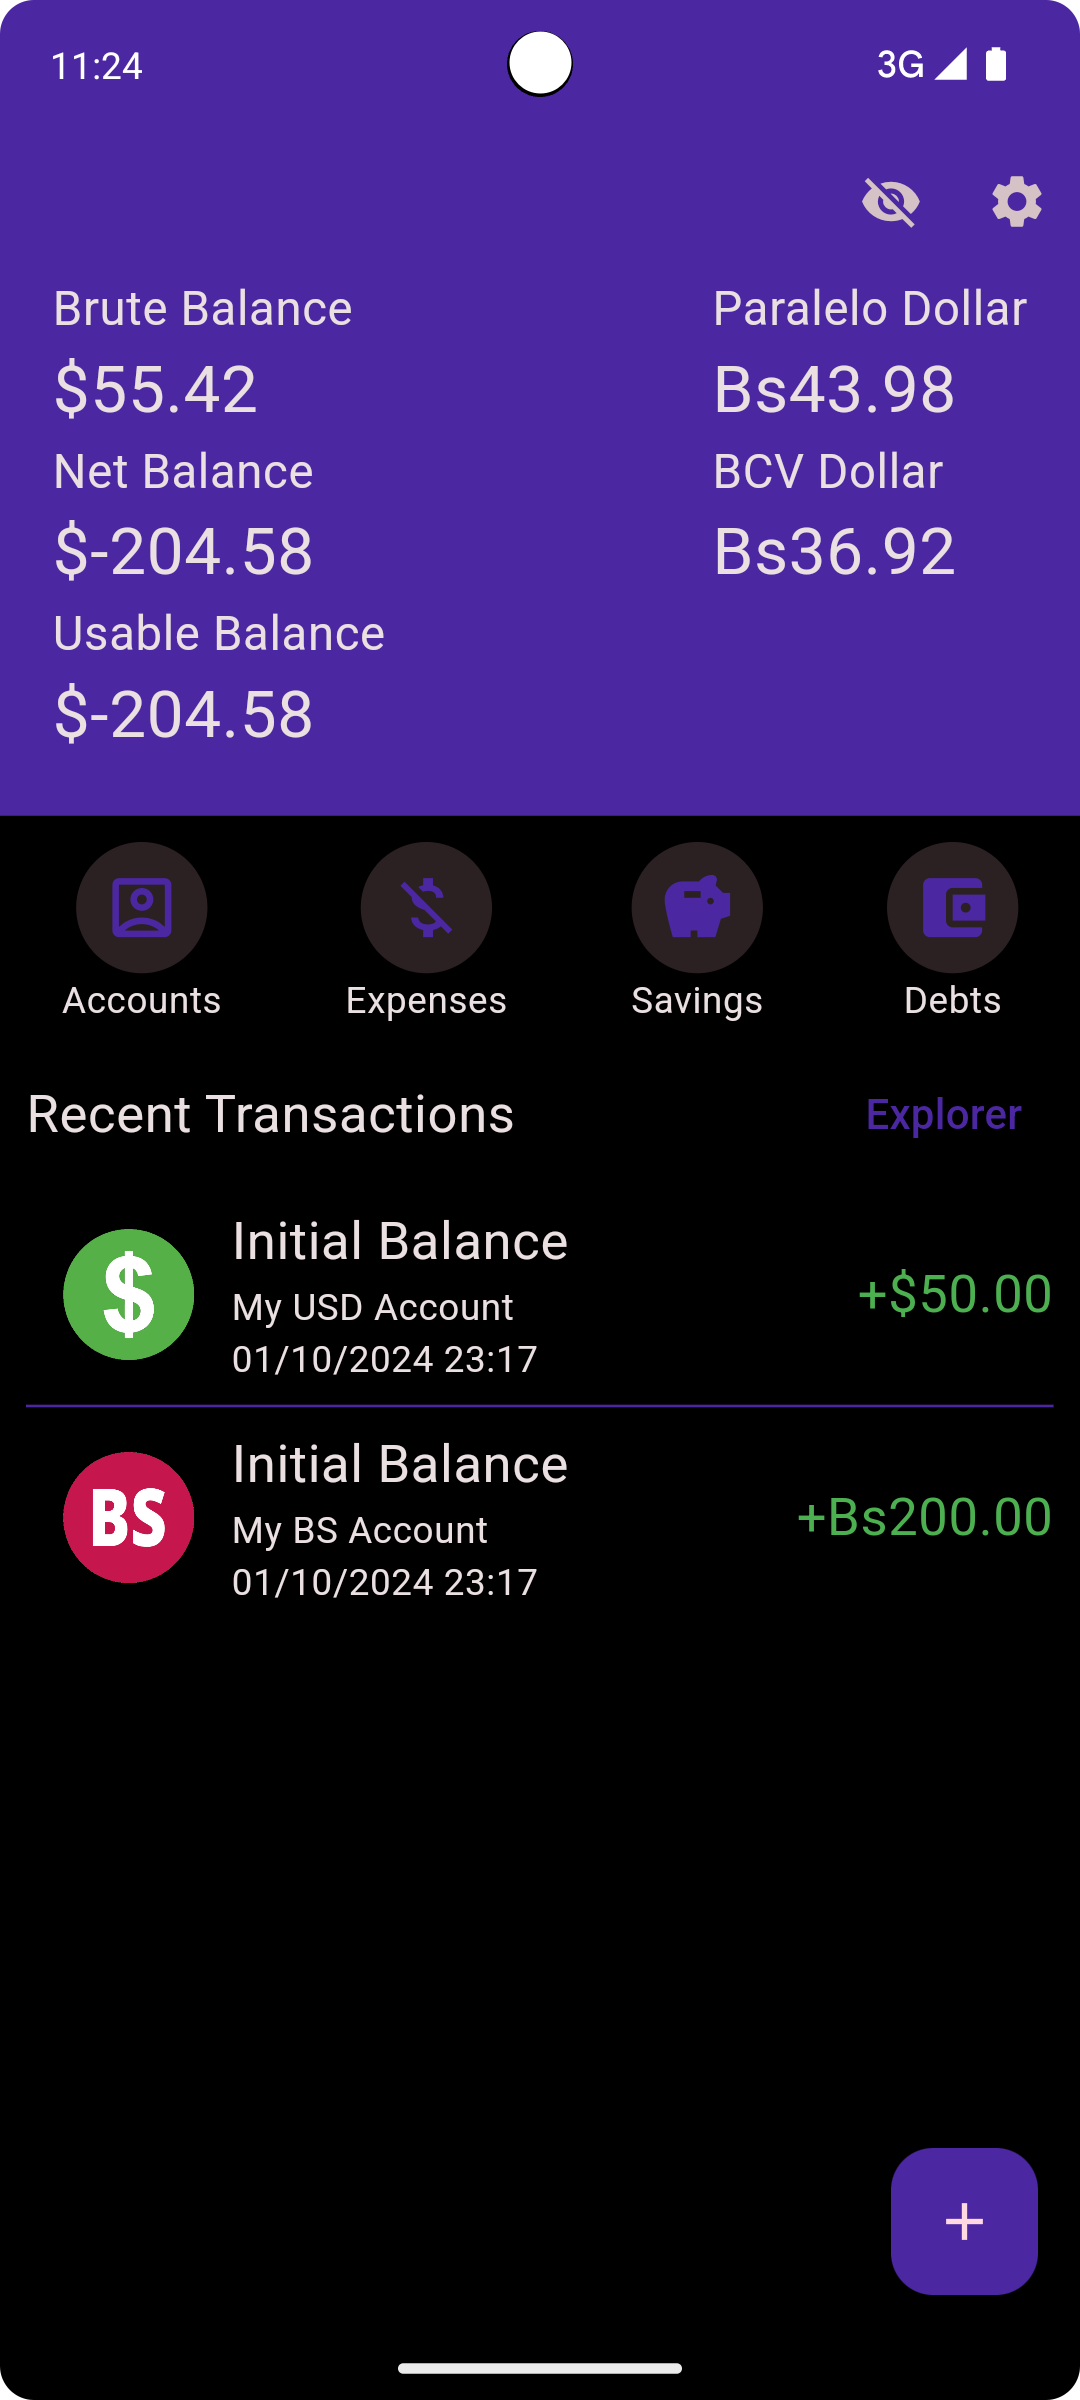 11:24
3G
Brute Balance
$55.42
Net Balance
$-204.58
Usable Balance
$-204.58
Paralelo Dollar
Bs43.98
BCV Dollar
Bs36.92
Accounts
Expenses
Savings
Debts
Recent Transactions
Explorer
$
Initial Balance
My USD Account
01/10/2024 23:17
+$50.00
BS
Initial Balance
My BS Account
01/10/2024 23:17
+Bs200.00
+